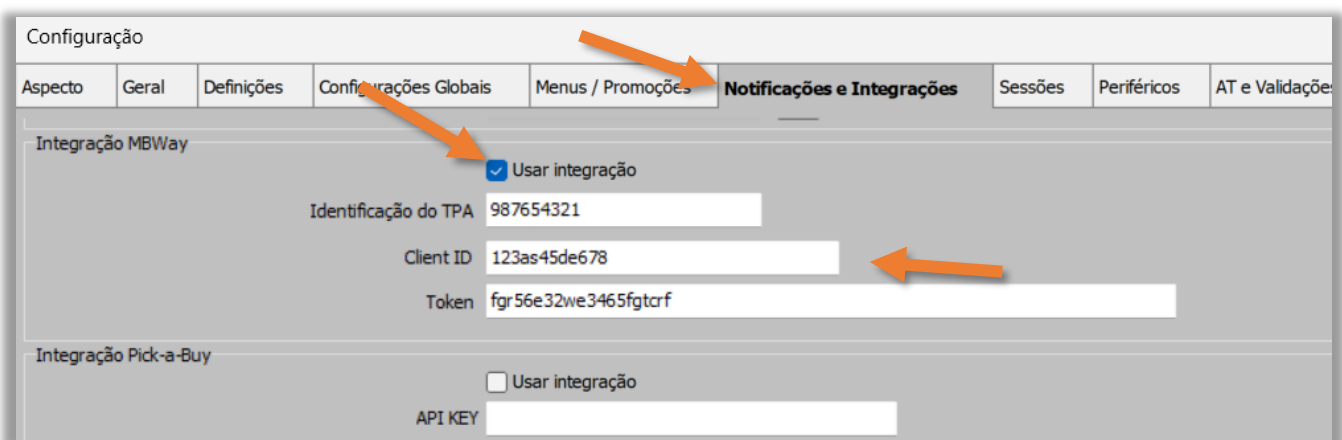 Configuração
Aspecto Geral Definições Configurações Globais Menus / Promoções Notificações e Integrações Sessões Periféricos AT e Validações
Integração MBWay
Usar integração
Identificação do TPA 987654321
Client ID 123as45de678
Token fgr56e32we3465fgtcrf
Integração Pick-a-Buy
Usar integração
API KEY